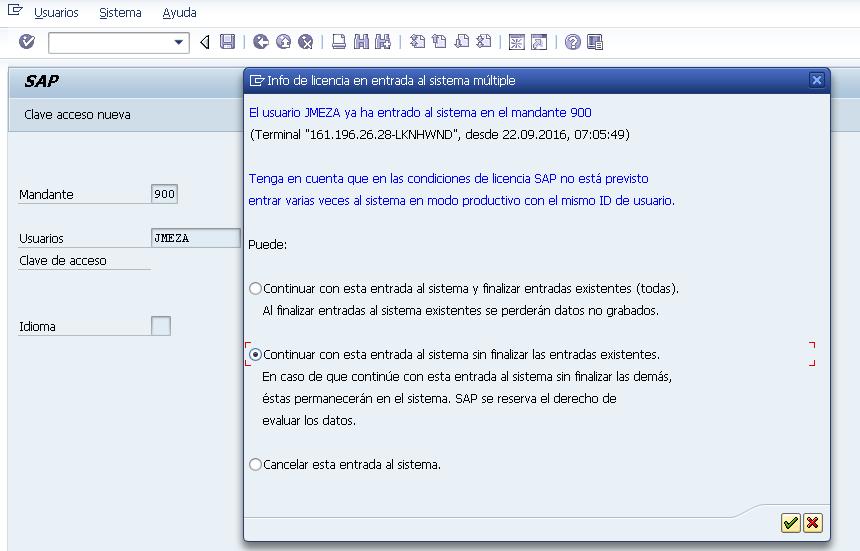 Usuarios Sistema Ayuda
SAP
Clave acceso nueva
Mandante 900
Usuarios JMEZA
Clave de acceso
Idioma
Info de licencia en entrada al sistema múltiple
El usuario JMEZA ya ha entrado al sistema en el mandante 900
(Terminal "161.196.26.28-LKNHWND", desde 22.09.2016, 07:05:49)
Tenga en cuenta que en las condiciones de licencia SAP no está previsto
entrar varias veces al sistema en modo productivo con el mismo ID de usuario.
Puede:
Continuar con esta entrada al sistema y finalizar entradas existentes (todas).
Al finalizar entradas al sistema existentes se perderán datos no grabados.
Continuar con esta entrada al sistema sin finalizar las entradas existentes.
En caso de que continúe con esta entrada al sistema sin finalizar las demás,
éstas permanecerán en el sistema. SAP se reserva el derecho de
evaluar los datos.
Cancelar esta entrada al sistema.